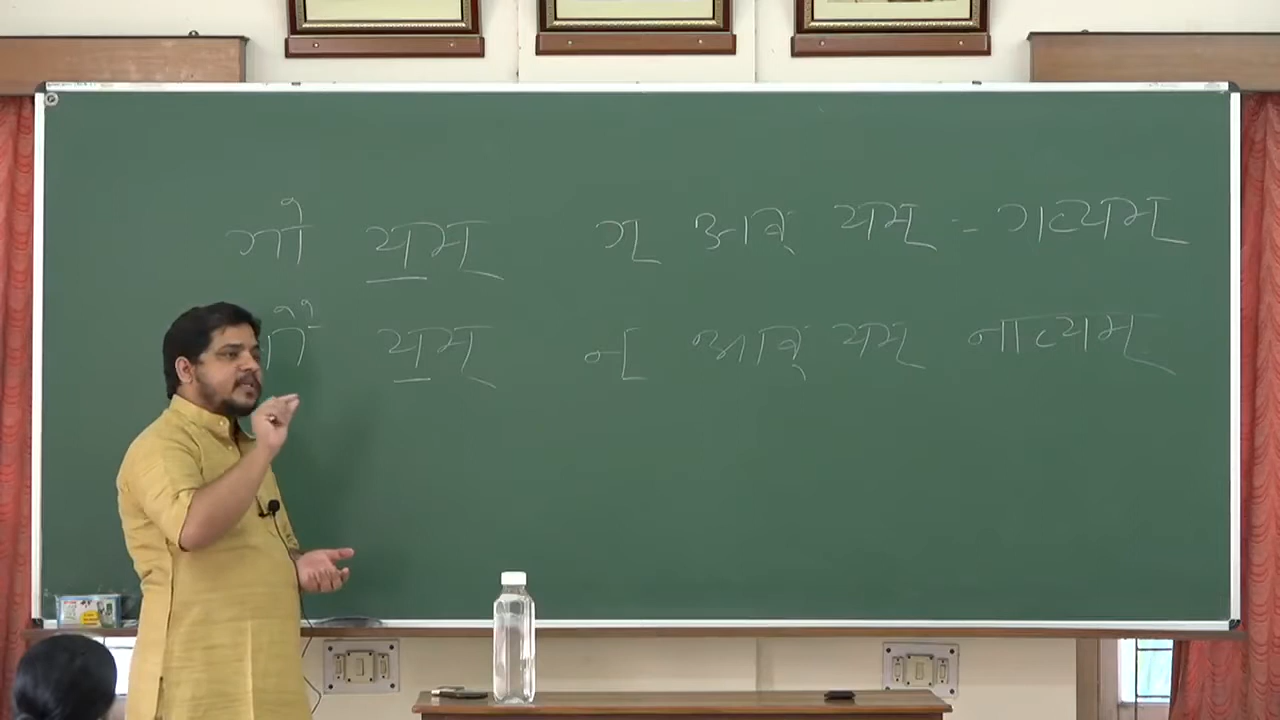 गो यम् ग् अव् यम् = गव्यम्
यम् न् आव् यम् नाव्यम्